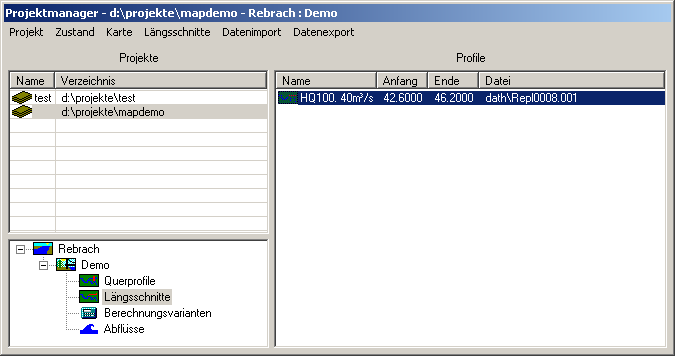 Projektmanager - d:\projekte\mapdemo - Rebrach : Demo
Projekt Zustand Karte Längsschnitte Datenimport Datenexport
Projekte
Name Verzeichnis
test d:\projekte\test
d:\projekte\mapdemo
Rebrach
Demo
Querprofile
Längsschnitte
Berechnungsvarianten
Abflüsse
Profile
Name Anfang Ende Datei
HQ100. 40m³/s 42.6000 46.2000 dath\Repl0008.001